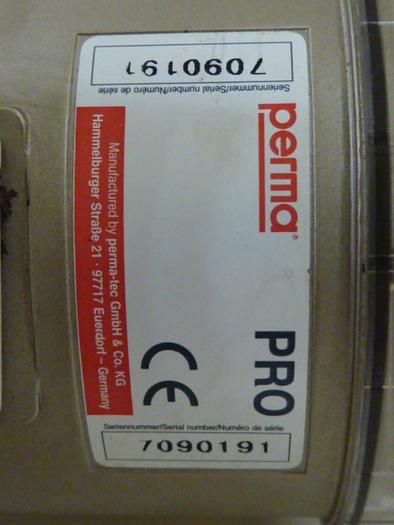 7090191
Seriennummer/Serial number/Numéro de série
perma®
PRO
CE
Manufactured by perma-tec GmbH & Co. KG
Hammelburger Straße 21 · 97717 Euerdorf – Germany
Seriennummer/Serial number/Numéro de série
7090191